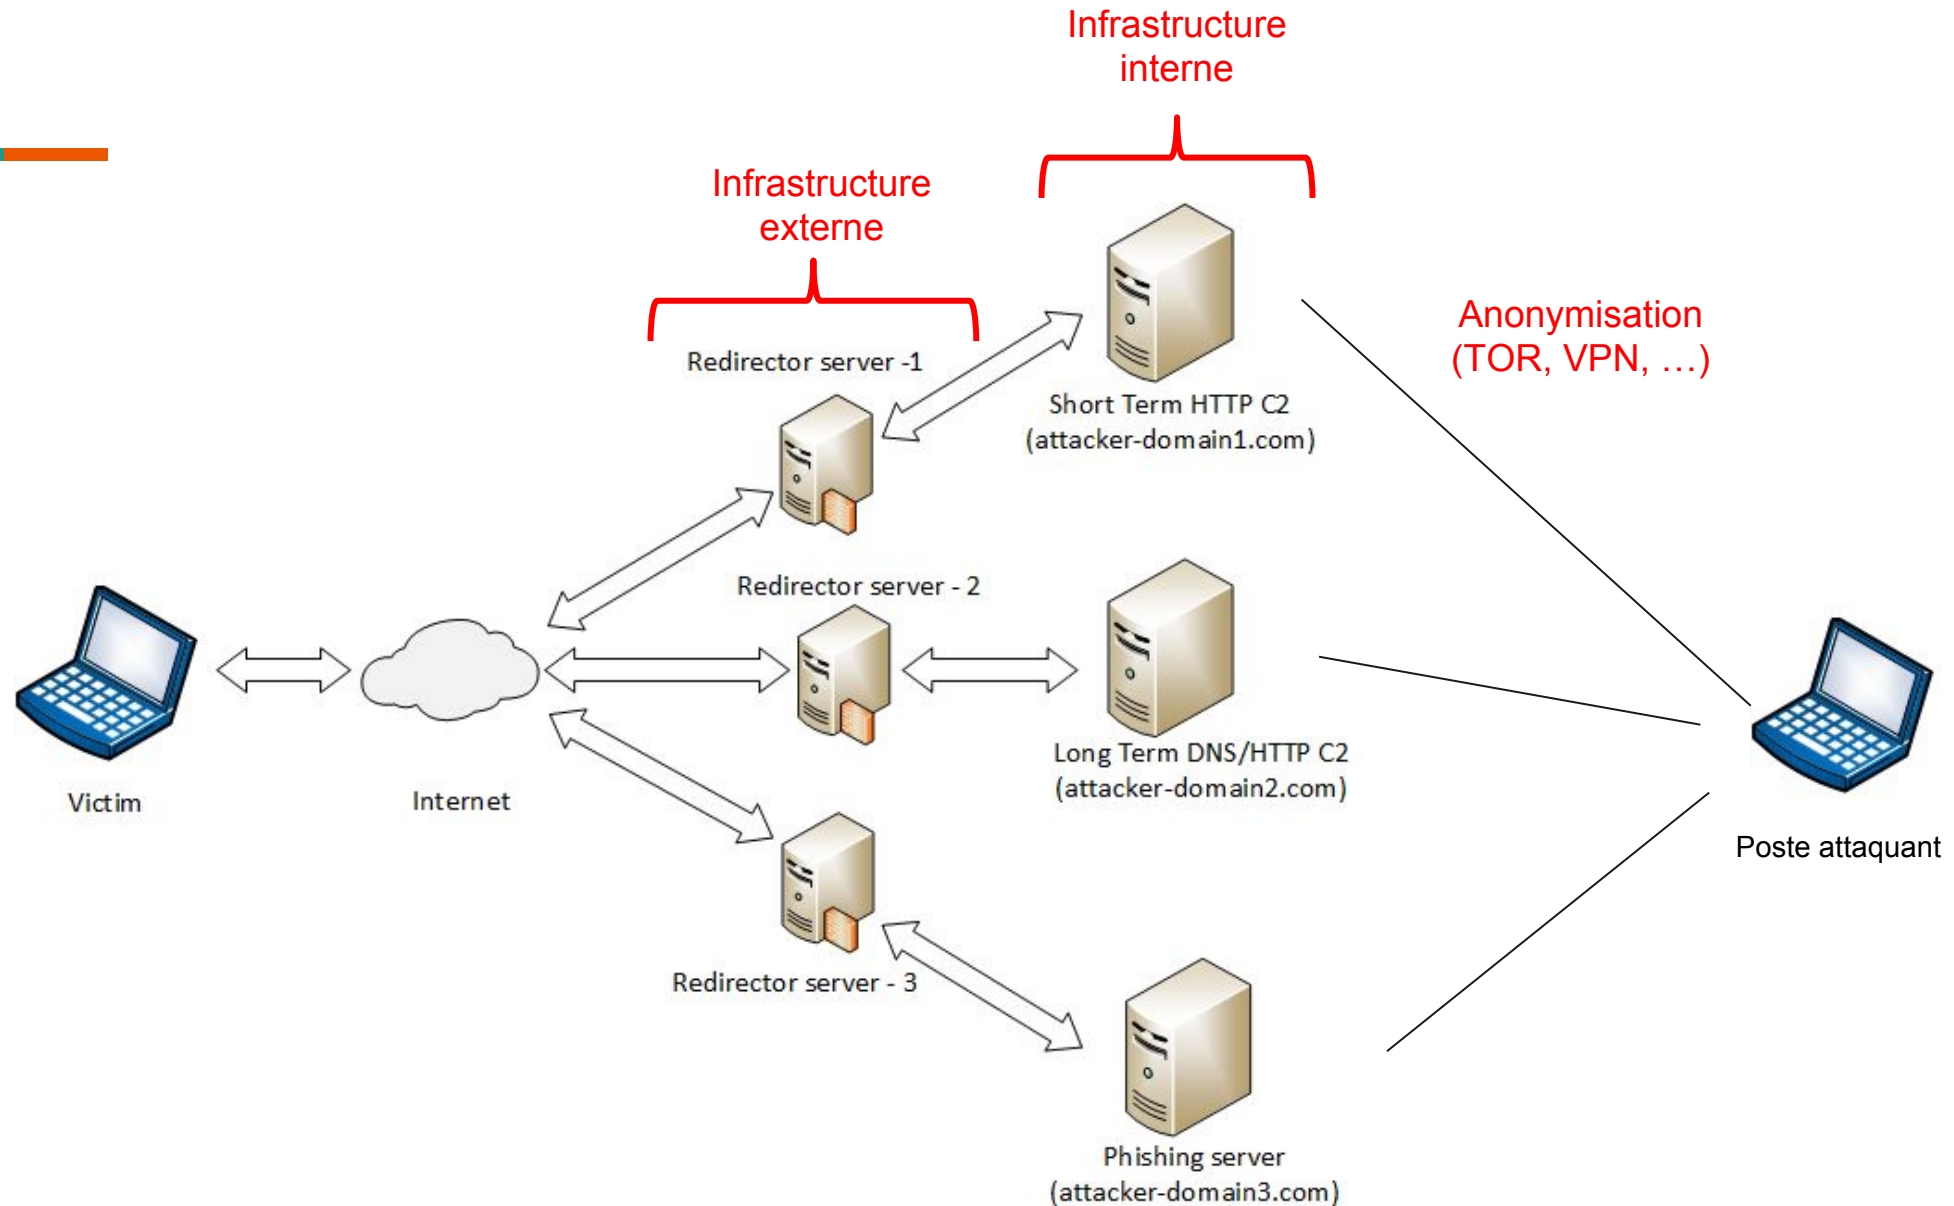 Infrastructure
interne
Infrastructure
externe
Anonymisation
(TOR, VPN, …)
Redirector server -1
Short Term HTTP C2
(attacker-domain1.com)
Redirector server - 2
Long Term DNS/HTTP C2
(attacker-domain2.com)
Victim
Internet
Poste attaquant
Redirector server - 3
Phishing server
(attacker-domain3.com)